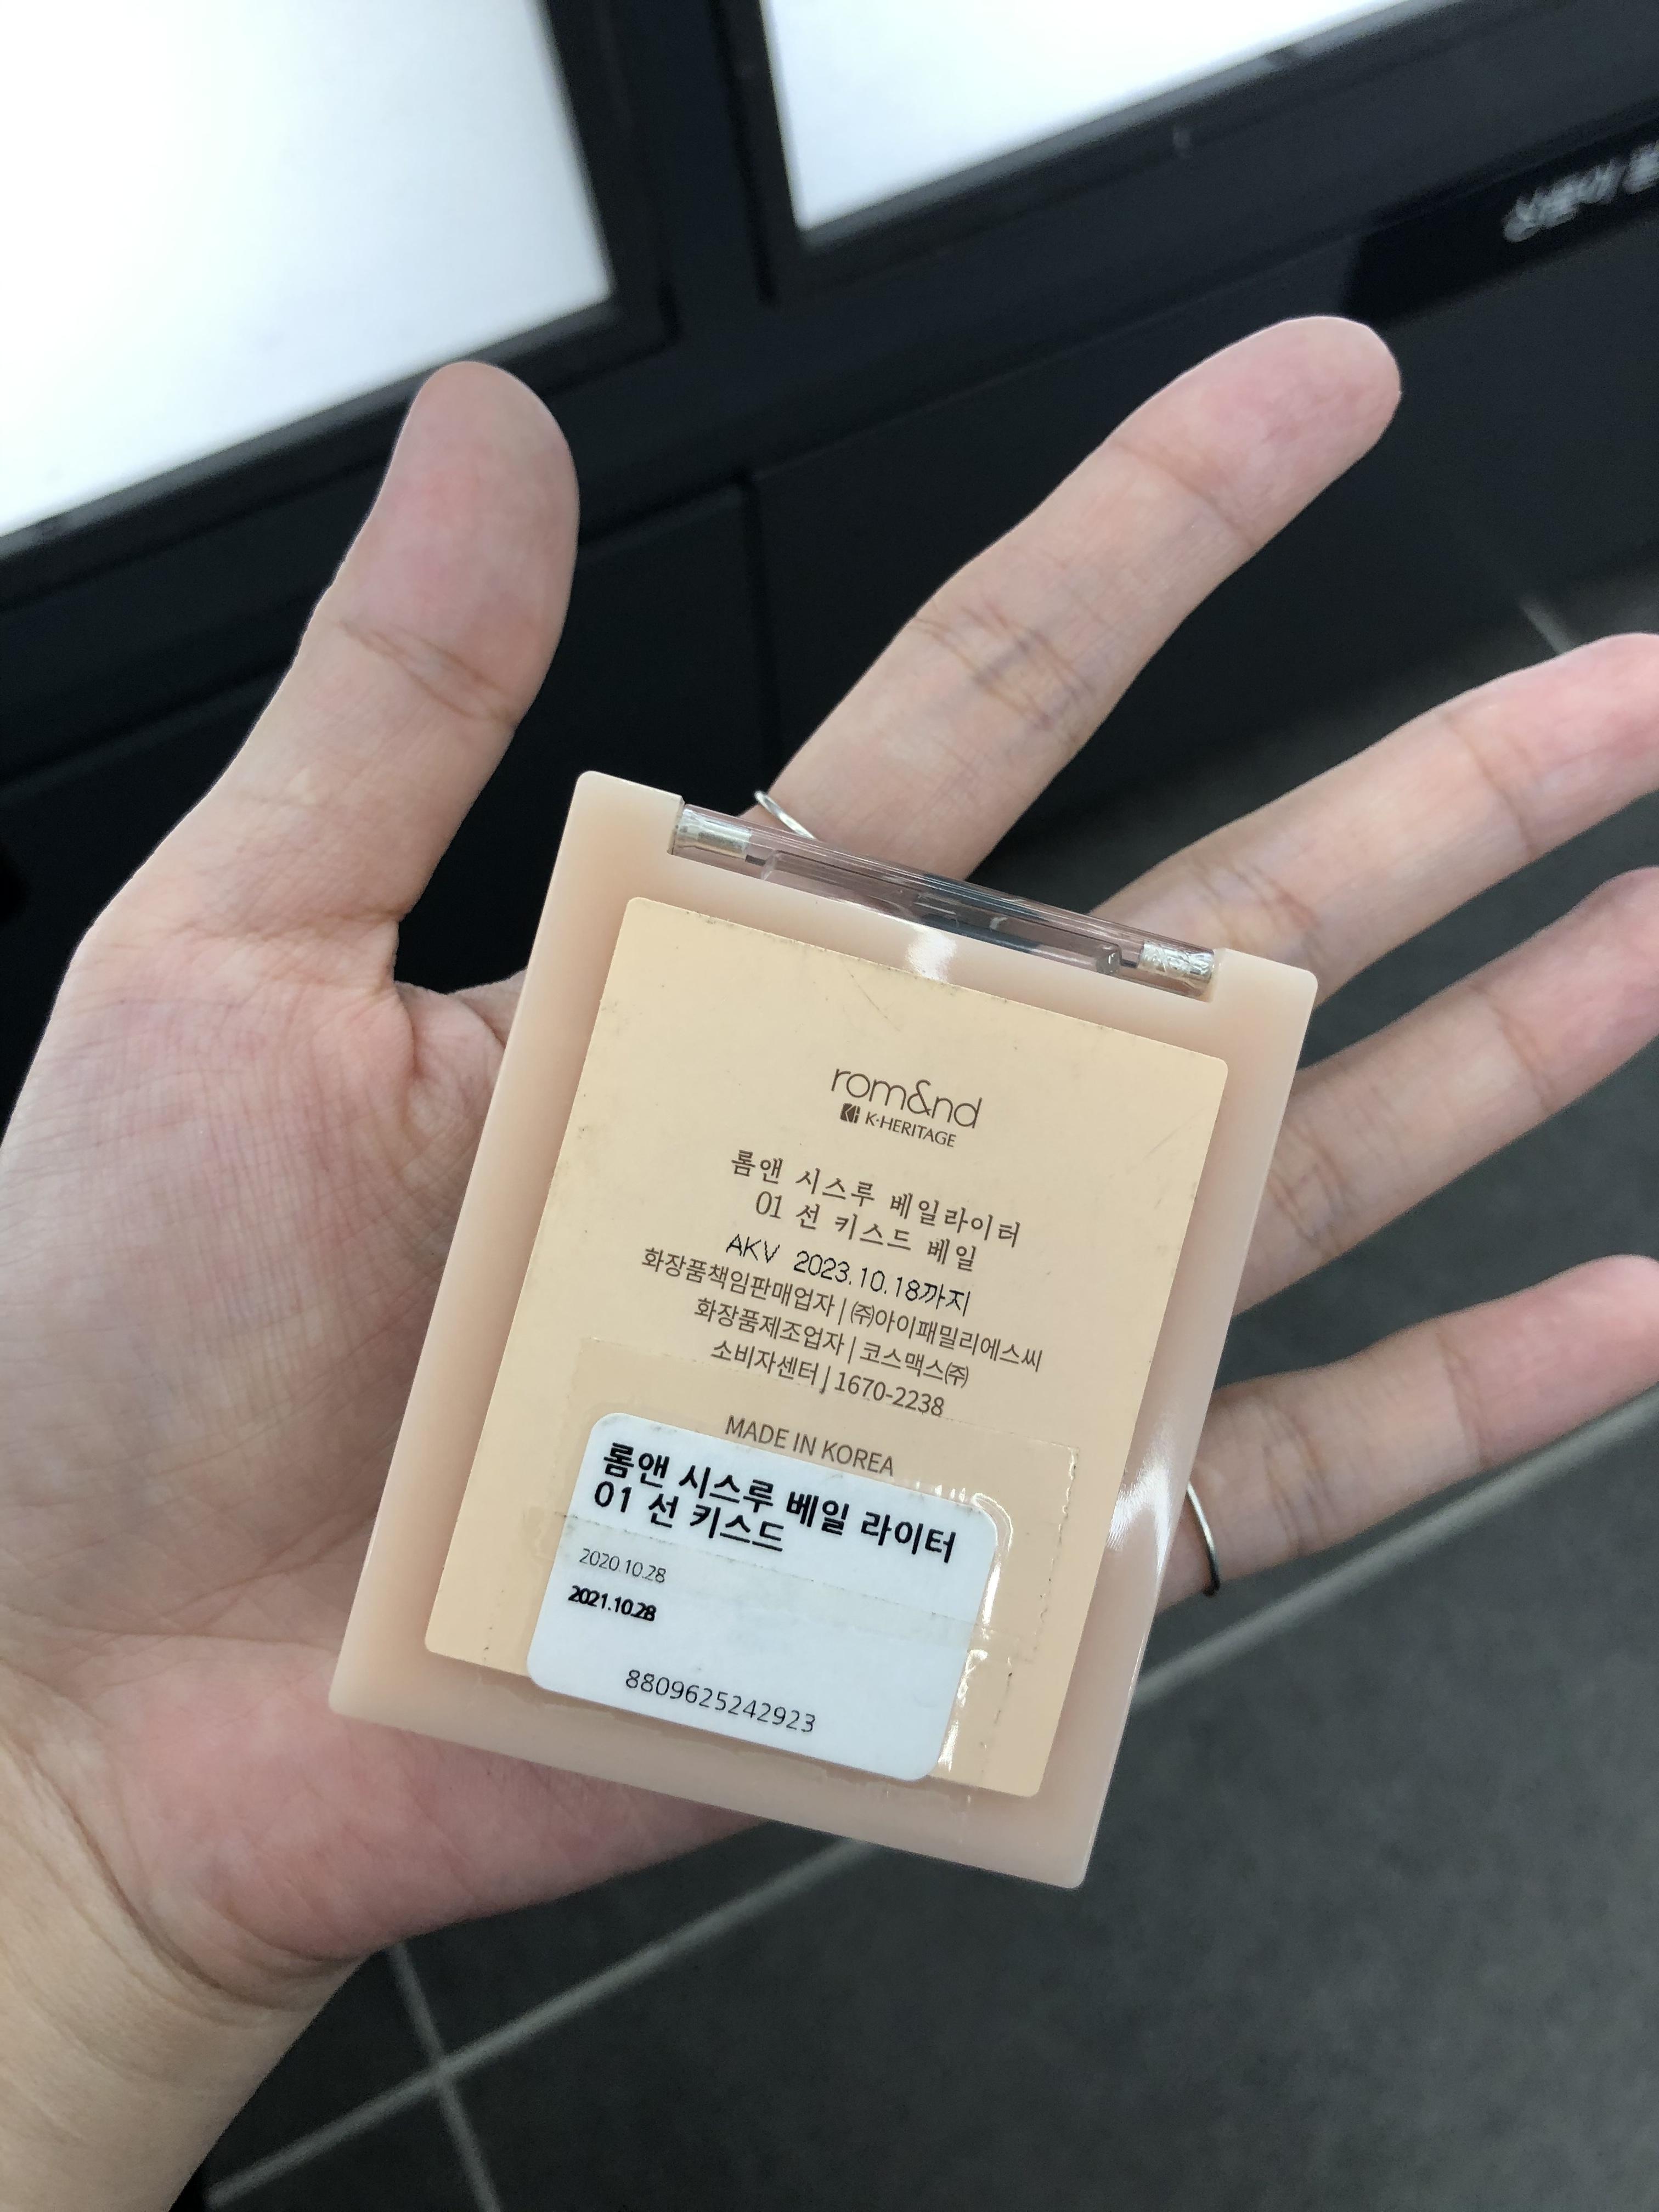 rom&nd
K·HERITAGE
롬앤 시스루 베일라이터
01 선 키스드 베일
AKV 2023.10.18까지
화장품책임판매업자 | ㈜아이패밀리에스씨
화장품제조업자 | 코스맥스㈜
소비자센터 | 1670-2238
MADE IN KOREA
롬앤 시스루 베일 라이터
01 선 키스드
2020.10.28
2021.10.28
8809625242923